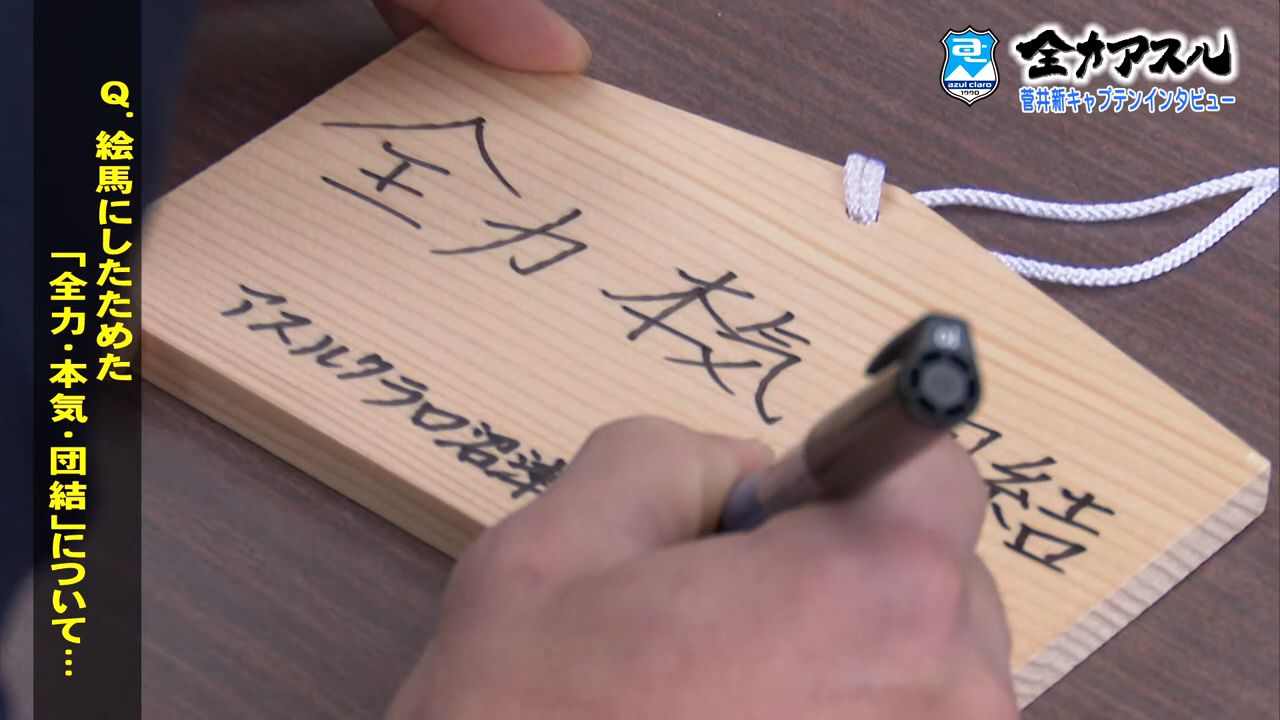 Q. 絵馬にしたためた
「全力・本気・団結」について…
azul claro
1990
全力アスル
菅井新キャプテンインタビュー
全力 本気 結
アスルクラロ沼津